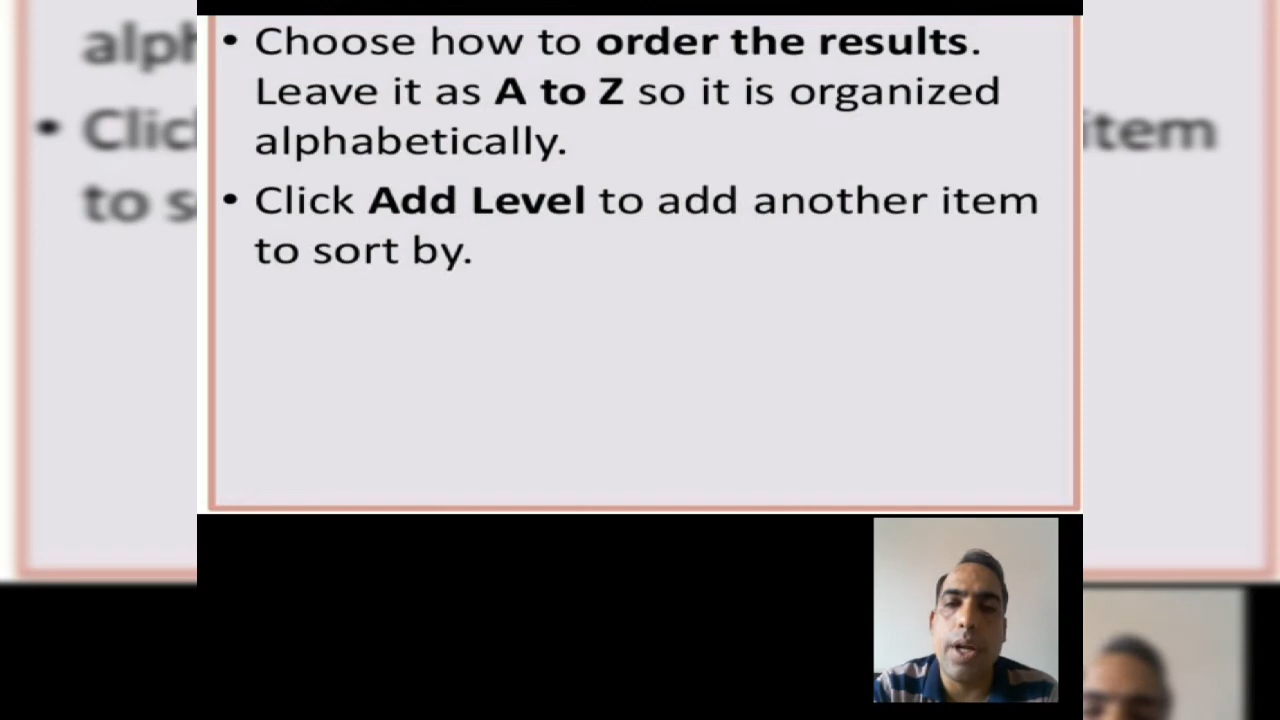 • Choose how to order the results.
Leave it as A to Z so it is organized
alphabetically.
• Click Add Level to add another item
to sort by.